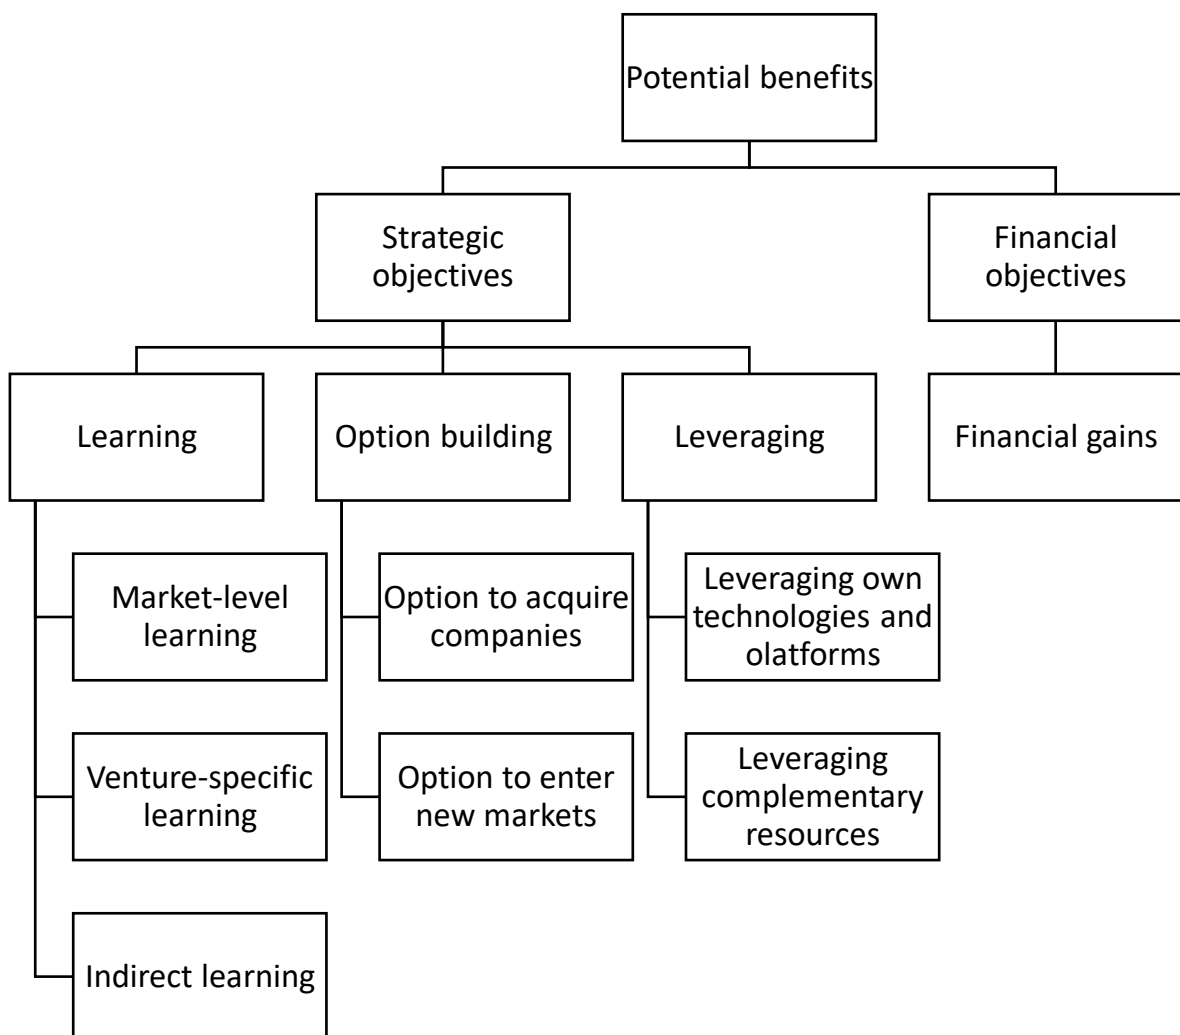 Potential benefits
Strategic
objectives
Financial
objectives
Learning
Option building
Leveraging
Financial gains
Market-level
learning
Option to acquire
companies
Leveraging own
technologies and
olatforms
Venture-specific
learning
Option to enter
new markets
Leveraging
complementary
resources
Indirect learning